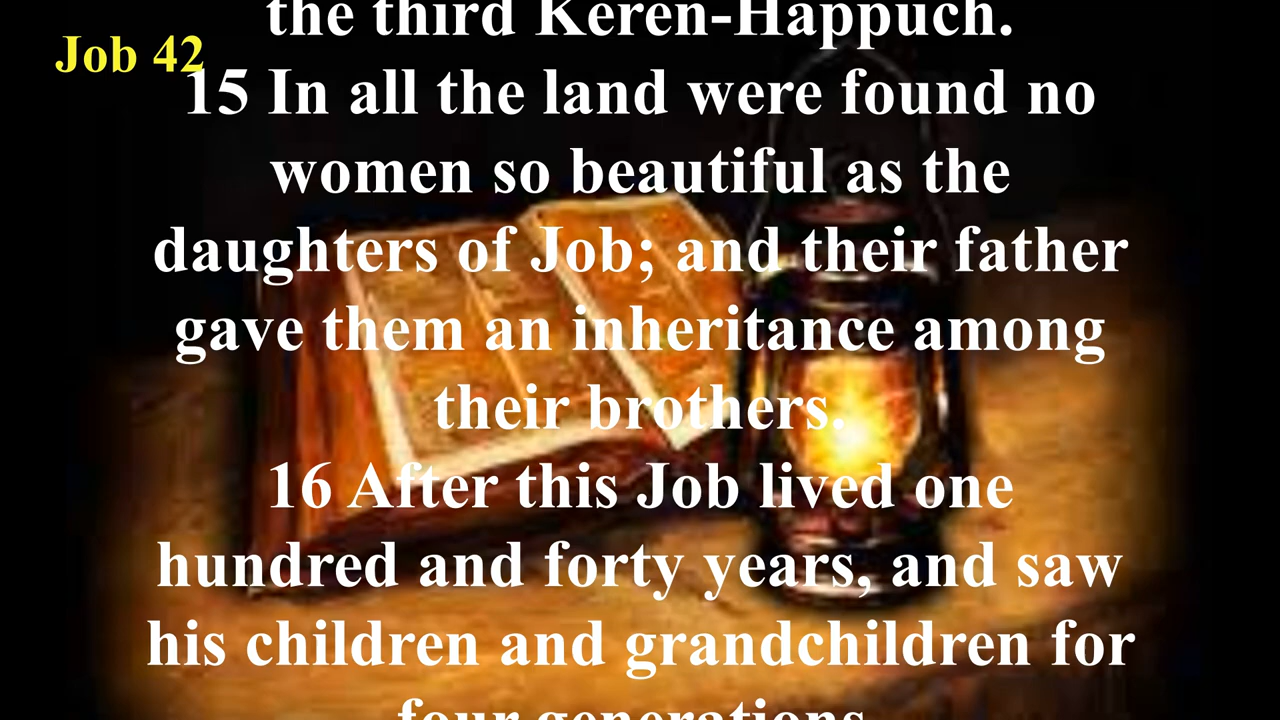 the third Keren-Happuch.
Job 42
15 In all the land were found no
women so beautiful as the
daughters of Job; and their father
gave them an inheritance among
their brothers.
16 After this Job lived one
hundred and forty years, and saw
his children and grandchildren for
four generations.